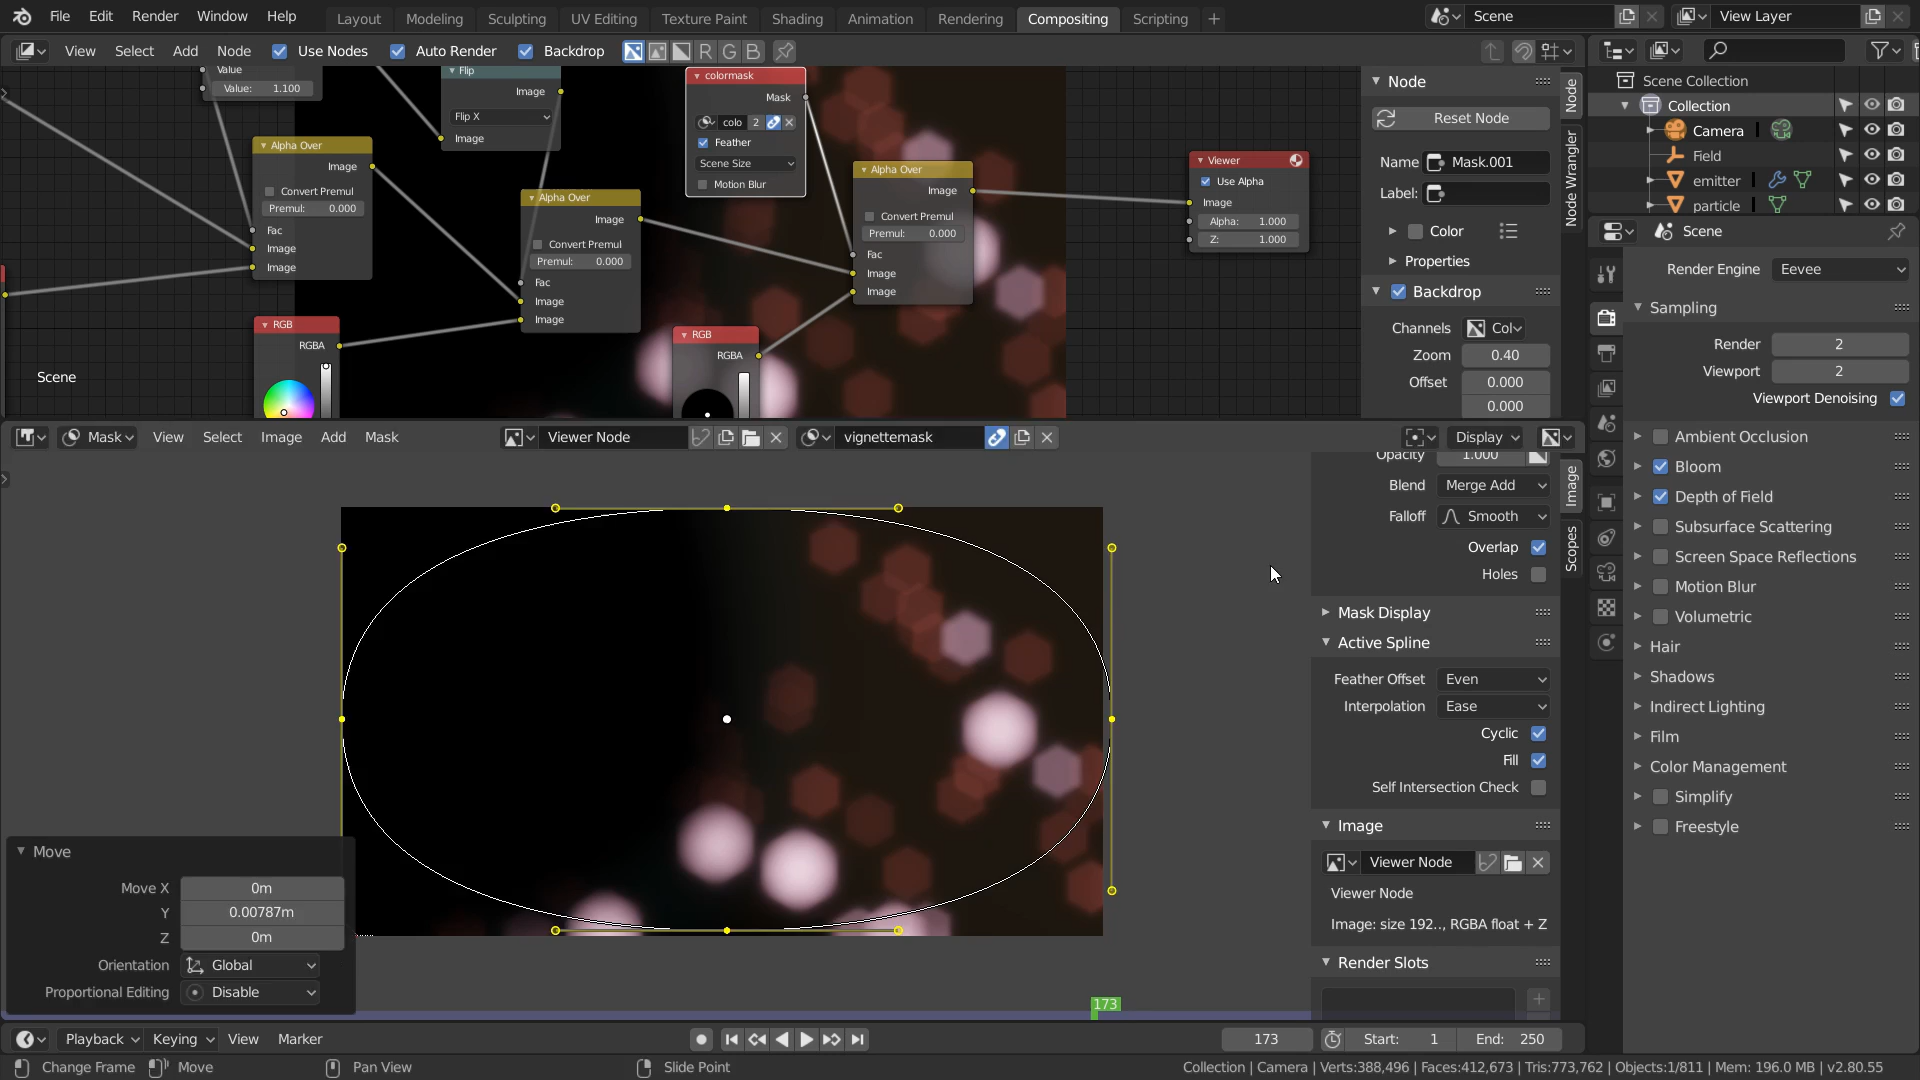 File Edit Render Window Help Layout Modeling Sculpting UV Editing Texture Paint Shading Animation Rendering Compositing Scripting + Scene View Layer
View Select Add Node Use Nodes Auto Render Backdrop R G B
Value
Value: 1.100
Flip
Image
Flip X
Image
colormask
Mask
colo 2
Feather
Scene Size
Motion Blur
Alpha Over
Image
Convert Premul
Premul: 0.000
Fac
Image
Image
Alpha Over
Image
Convert Premul
Premul: 0.000
Fac
Image
Image
Alpha Over
Image
Convert Premul
Premul: 0.000
Fac
Image
Image
Viewer
Use Alpha
Image
Alpha: 1.000
Z: 1.000
RGB
RGBA
RGB
RGBA
Scene
Node
Reset Node
Name Mask.001
Label:
Color
Properties
Backdrop
Channels Col
Zoom 0.40
Offset 0.000
0.000
Node
Node Wrangler
Scene Collection
Collection
Camera
Field
emitter
particle
Scene
Render Engine Eevee
Sampling
Render 2
Viewport 2
Viewport Denoising
Ambient Occlusion
Bloom
Depth of Field
Subsurface Scattering
Screen Space Reflections
Motion Blur
Volumetric
Hair
Shadows
Indirect Lighting
Film
Color Management
Simplify
Freestyle
Mask View Select Image Add Mask Viewer Node vignettemask Display
Opacity 1.000
Blend Merge Add
Falloff Smooth
Overlap
Holes
Mask Display
Active Spline
Feather Offset Even
Interpolation Ease
Cyclic
Fill
Self Intersection Check
Image
Viewer Node
Viewer Node
Image: size 192.., RGBA float + Z
Render Slots
Image
Scopes
Move
Move X 0m
Y 0.00787m
Z 0m
Orientation Global
Proportional Editing Disable
173
Playback Keying View Marker 173 Start: 1 End: 250
Change Frame Move Pan View Slide Point Collection | Camera | Verts:388,496 | Faces:412,673 | Tris:773,762 | Objects:1/811 | Mem: 196.0 MB | v2.80.55